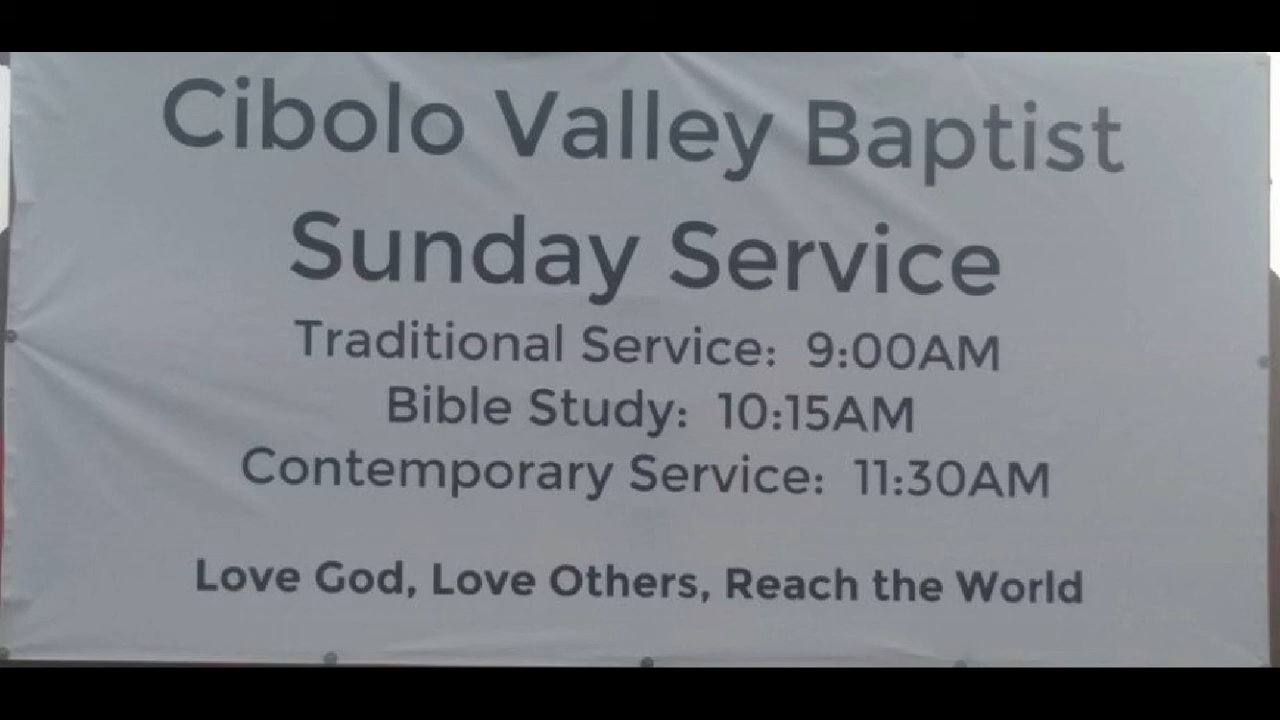 Cibolo Valley Baptist
Sunday Service
Traditional Service: 9:00AM
Bible Study: 10:15AM
Contemporary Service: 11:30AM
Love God, Love Others, Reach the World